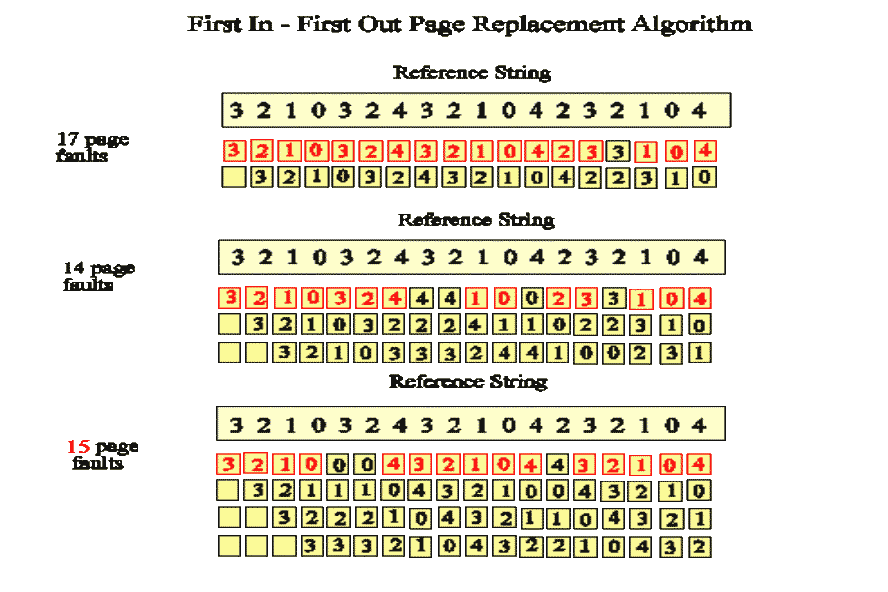 First In - First Out Page Replacement Algorithm
Reference String
3 2 1 0 3 2 4 3 2 1 0 4 2 3 2 1 0 4
17 page
faults
3 2 1 0 3 2 4 3 2 1 0 4 2 3 3 1 0 4
3 2 1 0 3 2 4 3 2 1 0 4 2 2 3 1 0
Reference String
3 2 1 0 3 2 4 3 2 1 0 4 2 3 2 1 0 4
14 page
faults
3 2 1 0 3 2 4 4 4 1 0 0 2 3 3 1 0 4
3 2 1 0 3 2 2 2 4 1 1 0 2 2 3 1 0
3 2 1 0 3 3 3 2 4 4 1 0 0 2 3 1
Reference String
3 2 1 0 3 2 4 3 2 1 0 4 2 3 2 1 0 4
15 page
faults
3 2 1 0 0 0 4 3 2 1 0 4 4 3 2 1 0 4
3 2 1 1 1 0 4 3 2 1 0 0 4 3 2 1 0
3 2 2 2 1 0 4 3 2 1 1 0 4 3 2 1
3 3 3 2 1 0 4 3 2 2 1 0 4 3 2